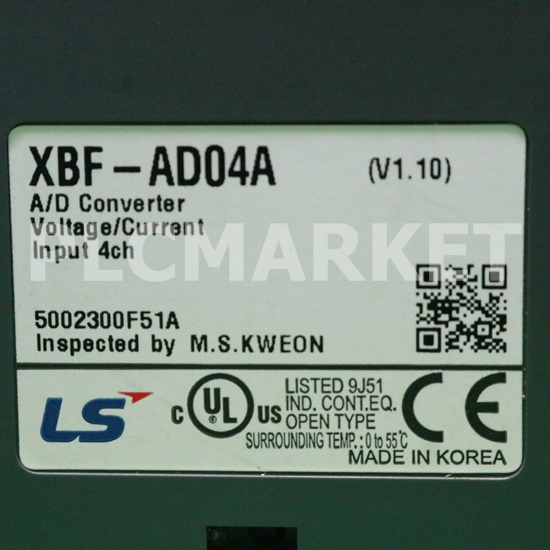 XBF-AD04A (V1.10)
A/D Converter
Voltage/Current
Input 4ch
PLCMARKET
5002300F51A
Inspected by M.S.KWEON
LS
C UL US
LISTED 9J51
IND. CONT.EQ.
OPEN TYPE
SURROUNDING TEMP.: 0 to 55℃
CE
MADE IN KOREA